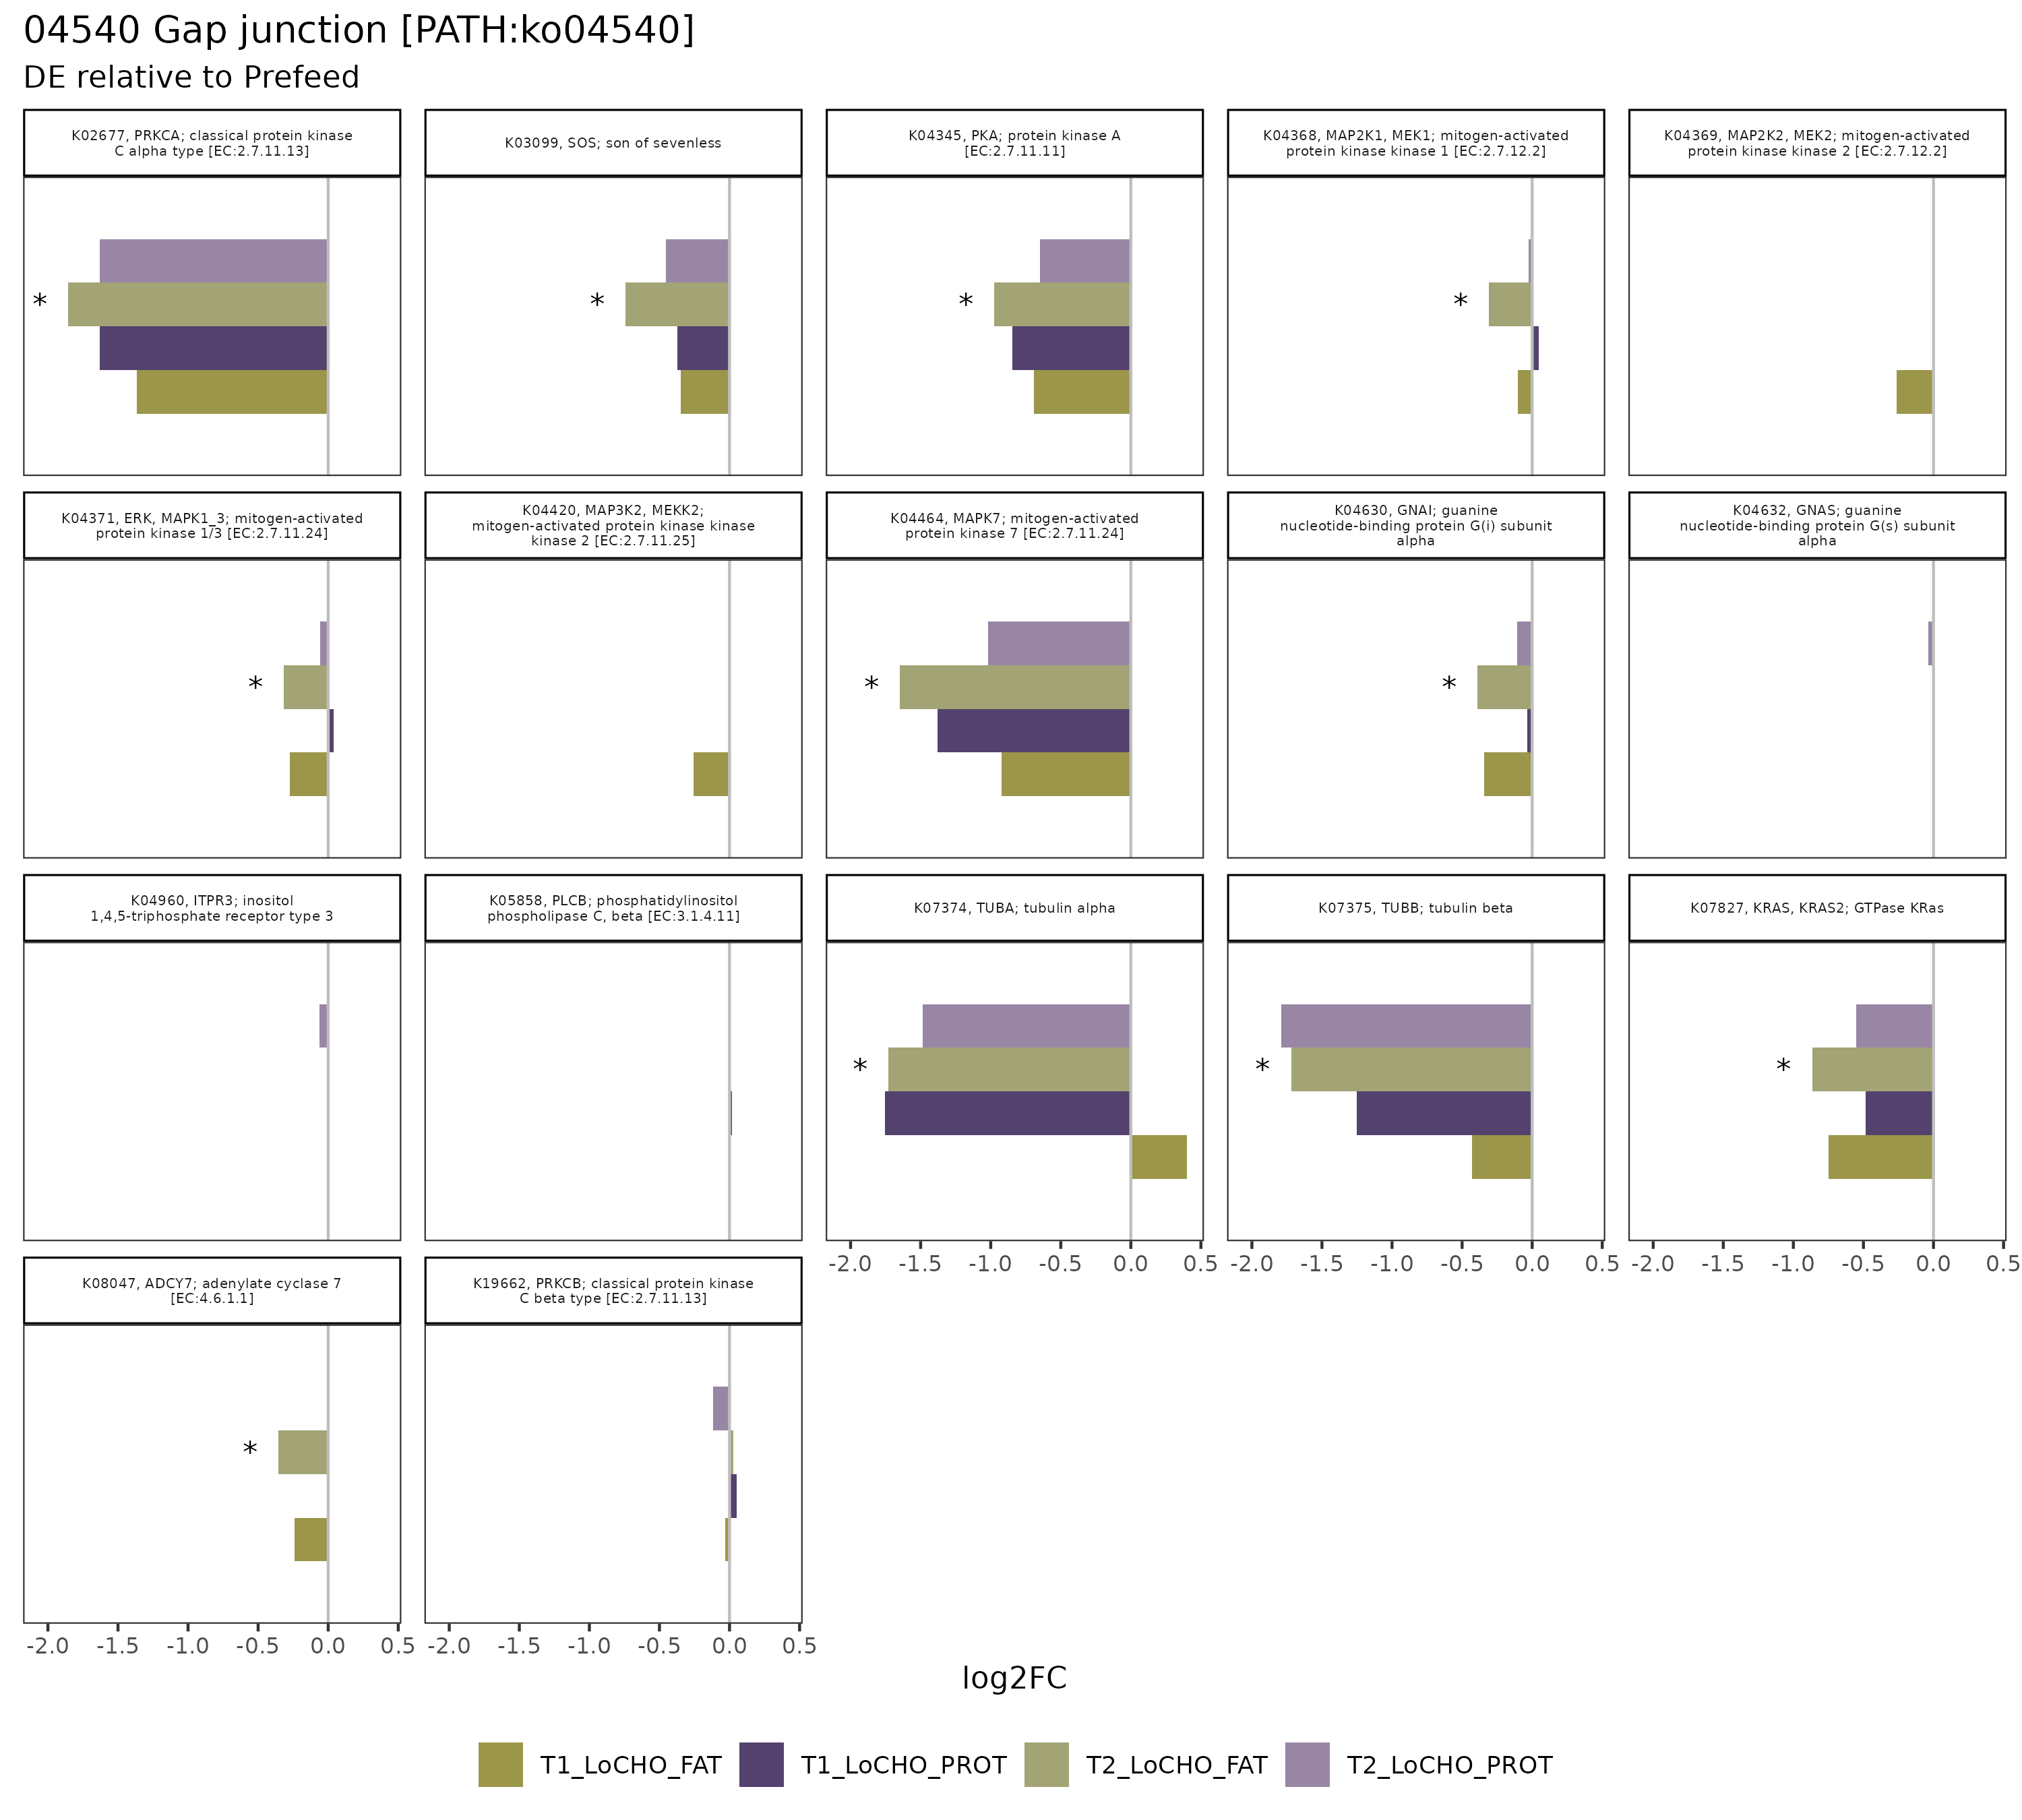 04540 Gap junction [PATH:ko04540]
DE relative to Prefeed
K02677, PRKCA; classical protein kinase
C alpha type [EC:2.7.11.13]
K03099, SOS; son of sevenless
K04345, PKA; protein kinase A
[EC:2.7.11.11]
K04368, MAP2K1, MEK1; mitogen-activated
protein kinase kinase 1 [EC:2.7.12.2]
K04369, MAP2K2, MEK2; mitogen-activated
protein kinase kinase 2 [EC:2.7.12.2]
* * * *
K04371, ERK, MAPK1_3; mitogen-activated
protein kinase 1/3 [EC:2.7.11.24]
K04420, MAP3K2, MEKK2;
mitogen-activated protein kinase kinase
kinase 2 [EC:2.7.11.25]
K04464, MAPK7; mitogen-activated
protein kinase 7 [EC:2.7.11.24]
K04630, GNAI; guanine
nucleotide-binding protein G(i) subunit
alpha
K04632, GNAS; guanine
nucleotide-binding protein G(s) subunit
alpha
* * *
K04960, ITPR3; inositol
1,4,5-triphosphate receptor type 3
K05858, PLCB; phosphatidylinositol
phospholipase C, beta [EC:3.1.4.11]
K07374, TUBA; tubulin alpha
K07375, TUBB; tubulin beta
K07827, KRAS, KRAS2; GTPase KRas
* * *
-2.0 -1.5 -1.0 -0.5 0.0 0.5 -2.0 -1.5 -1.0 -0.5 0.0 0.5 -2.0 -1.5 -1.0 -0.5 0.0 0.5
K08047, ADCY7; adenylate cyclase 7
[EC:4.6.1.1]
K19662, PRKCB; classical protein kinase
C beta type [EC:2.7.11.13]
*
-2.0 -1.5 -1.0 -0.5 0.0 0.5 -2.0 -1.5 -1.0 -0.5 0.0 0.5
log2FC
T1_LoCHO_FAT T1_LoCHO_PROT T2_LoCHO_FAT T2_LoCHO_PROT